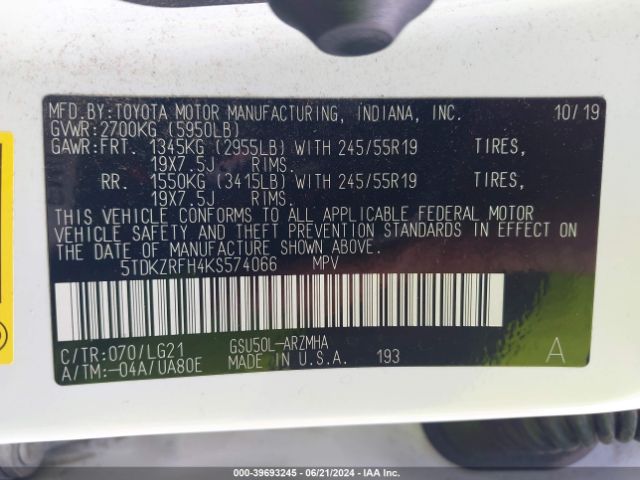 MFD.BY:TOYOTA MOTOR MANUFACTURING, INDIANA, INC. 10/19
GVWR:2700KG (5950LB)
GAWR:FRT. 1345KG (2955LB) WITH 245/55R19 TIRES,
19X7.5J RIMS.
RR. 1550KG (3415LB) WITH 245/55R19 TIRES,
19X7.5J RIMS.
THIS VEHICLE CONFORMS TO ALL APPLICABLE FEDERAL MOTOR
VEHICLE SAFETY AND THEFT PREVENTION STANDARDS IN EFFECT
ON THE DATE OF MANUFACTURE SHOWN ABOVE.
5TDKZRFH4KS574066 MPV
C/TR:070/LG21 GSU50L-ARZMHA
A/TM:-04A/UA80E MADE IN U.S.A. 193 A
000-39693245 - 06/21/2024 - IAAI.COM